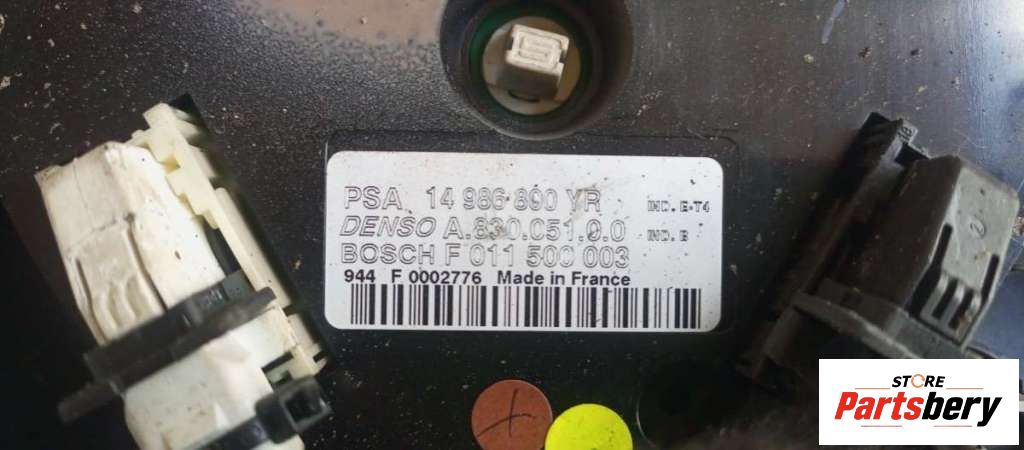 PSA 14 986 890 YR IND. E-T4
DENSO A.830.051.0.0 IND. B
BOSCH F 011 500 003
944 F 0002776 Made in France
STORE
Partsbery